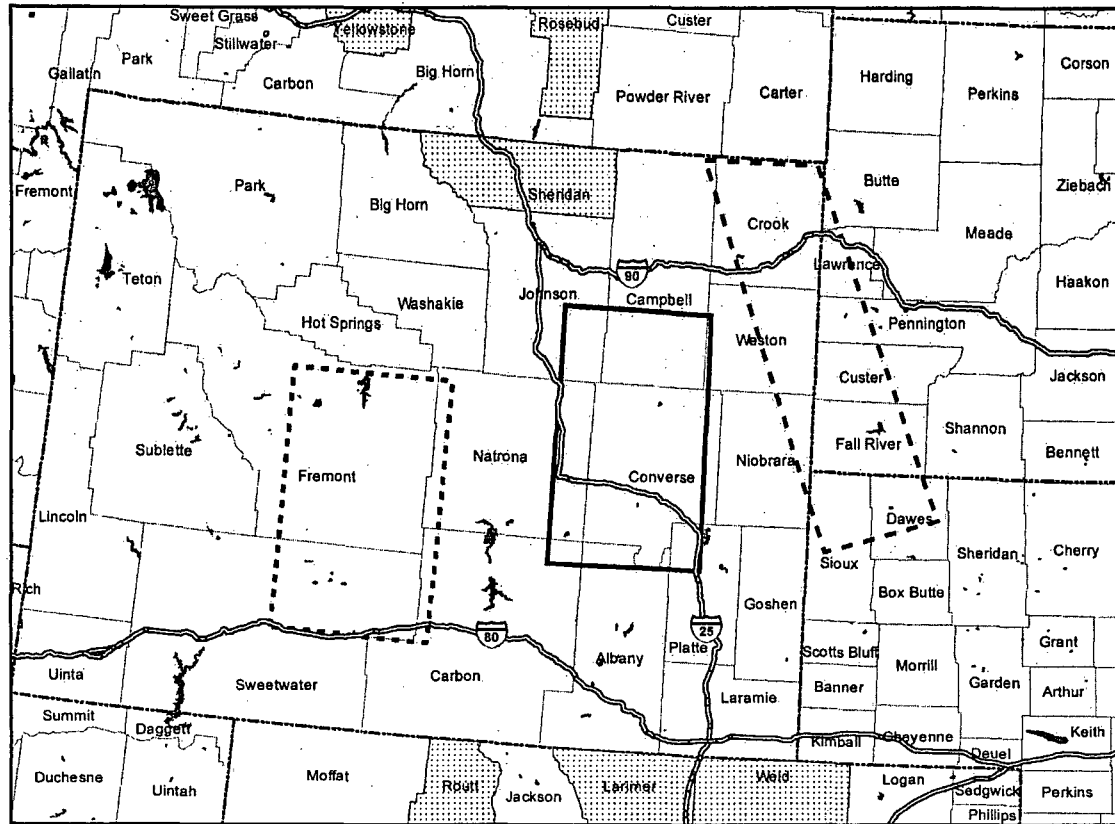 Sweet Grass
Yellowstone
Rosebud
Custer
Stillwater
Park
Gallatin
Carbon
Big Horn
Powder River
Carter
Harding
Perkins
Corson
Fremont
Park
Big Horn
Sheridan
Crook
Butte
Ziebach
Meade
Teton
Washakie
Johnson
90
Campbell
Lawrence
Haakon
Hot Springs
Weston
Pennington
Custer
Jackson
Sublette
Fremont
Natrona
Converse
Niobrara
Fall River
Shannon
Bennett
Lincoln
Dawes
Sioux
Sheridan
Cherry
Rich
Box Butte
Goshen
80
25
Platte
Albany
Scotts Bluff
Morrill
Grant
Uinta
Sweetwater
Carbon
Laramie
Banner
Garden
Arthur
Summit
Daggett
Kimball
Cheyenne
Deuel
Keith
Duchesne
Uintah
Moffat
Routt
Jackson
Larimer
Weld
Logan
Sedgwick
Perkins
Phillips